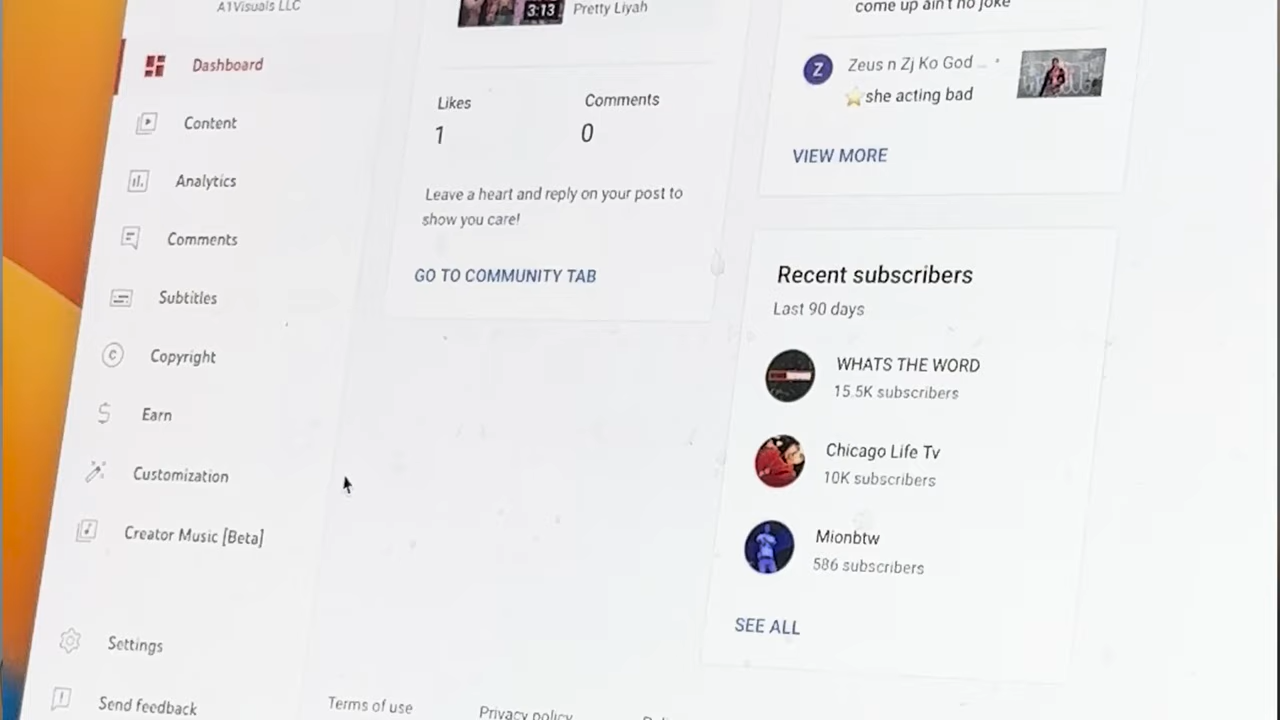 A1Visuals LLC
Dashboard
Content
Analytics
Comments
Subtitles
Copyright
Earn
Customization
Creator Music [Beta]
Settings
Send feedback
3:13
Pretty Liyah
Likes
Comments
1
0
Leave a heart and reply on your post to
show you care!
GO TO COMMUNITY TAB
come up ain't no joke
Z
Zeus n Zj Ko God ... •
⭐she acting bad
VIEW MORE
Recent subscribers
Last 90 days
WHATS THE WORD
15.5K subscribers
Chicago Life Tv
10K subscribers
Mionbtw
586 subscribers
SEE ALL
Terms of use
Privacy policy